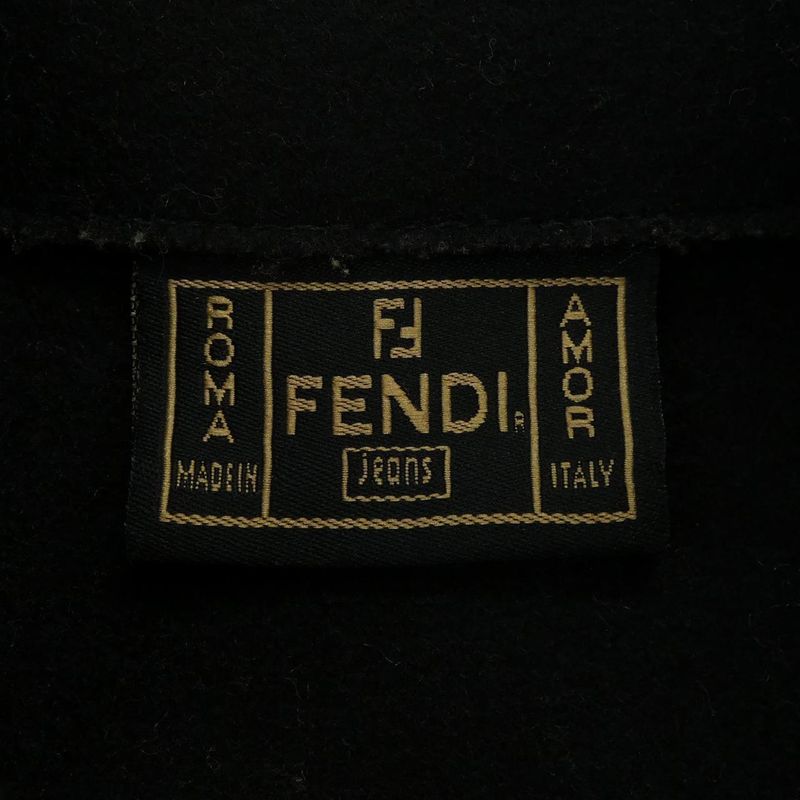 ROMA
MADE IN
FF
FENDI®
jeans
AMOR
ITALY